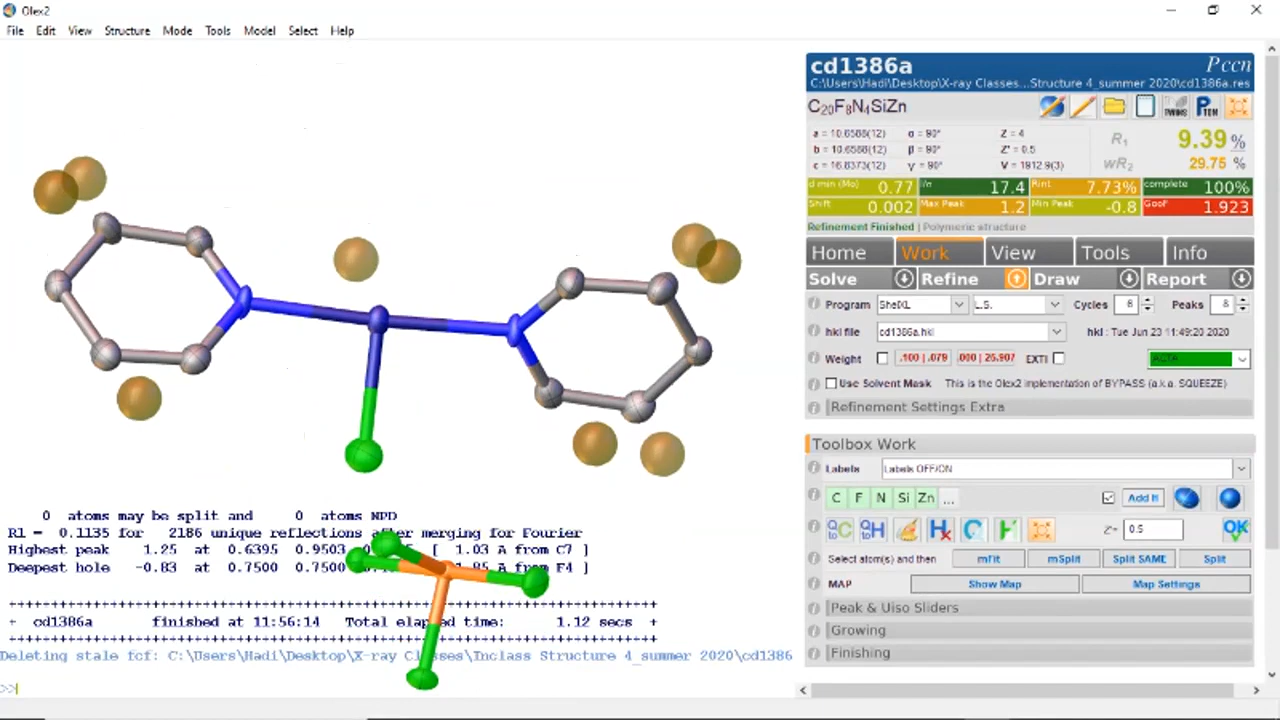 Olex2
File Edit View Structure Mode Tools Model Select Help
cd1386a Pccn
C:\Users\Hadi\Desktop\X-ray Classes...Structure 4_summer 2020\cd1386a.res
C20F8N4SiZn
a = 10.6588(12) α = 90° Z = 4
b = 10.6588(12) β = 90° Z' = 0.5
c = 16.8373(12) γ = 90° V = 1912.9(3)
R1 9.39 %
wR2 29.75 %
d min (Mo) 0.77 I/σ 17.4 Rint 7.73% complete 100%
Shift 0.002 Max Peak 1.2 Min Peak -0.8 GooF 1.923
Refinement Finished | Polymeric structure
Home Work View Tools Info
Solve Refine Draw Report
Program ShelXL L.S. Cycles 8 Peaks 8
hkl file cd1386a.hkl hkl : Tue Jun 23 11:49:20 2020
Weight .100 | .079 .000 | 26.907 EXTI ACTA
Use Solvent Mask This is the Olex2 implementation of BYPASS (a.k.a. SQUEEZE)
Refinement Settings Extra
Toolbox Work
Labels Labels OFF/ON
C F N Si Zn ... Add H
Z= 0.5 OK
Select atom(s) and then mFit mSplit Split SAME Split
MAP Show Map Map Settings
Peak & Uiso Sliders
Growing
Finishing
0 atoms may be split and 0 atoms NPD
R1 = 0.1135 for 2186 unique reflections after merging for Fourier
Highest peak 1.25 at 0.6395 0.9503 [ 1.03 A from C7 ]
Deepest hole -0.83 at 0.7500 0.7500 A from F4 ]
+++++++++++++++++++++++++++++++++++++++++++++++++++++++++++++++++
+ cd1386a finished at 11:56:14 Total elapsed time: 1.12 secs +
+++++++++++++++++++++++++++++++++++++++++++++++++++++++++++++++++
Deleting stale fcf: C:\Users\Hadi\Desktop\X-ray Classes\Inclass Structure 4_summer 2020\cd1386
>>